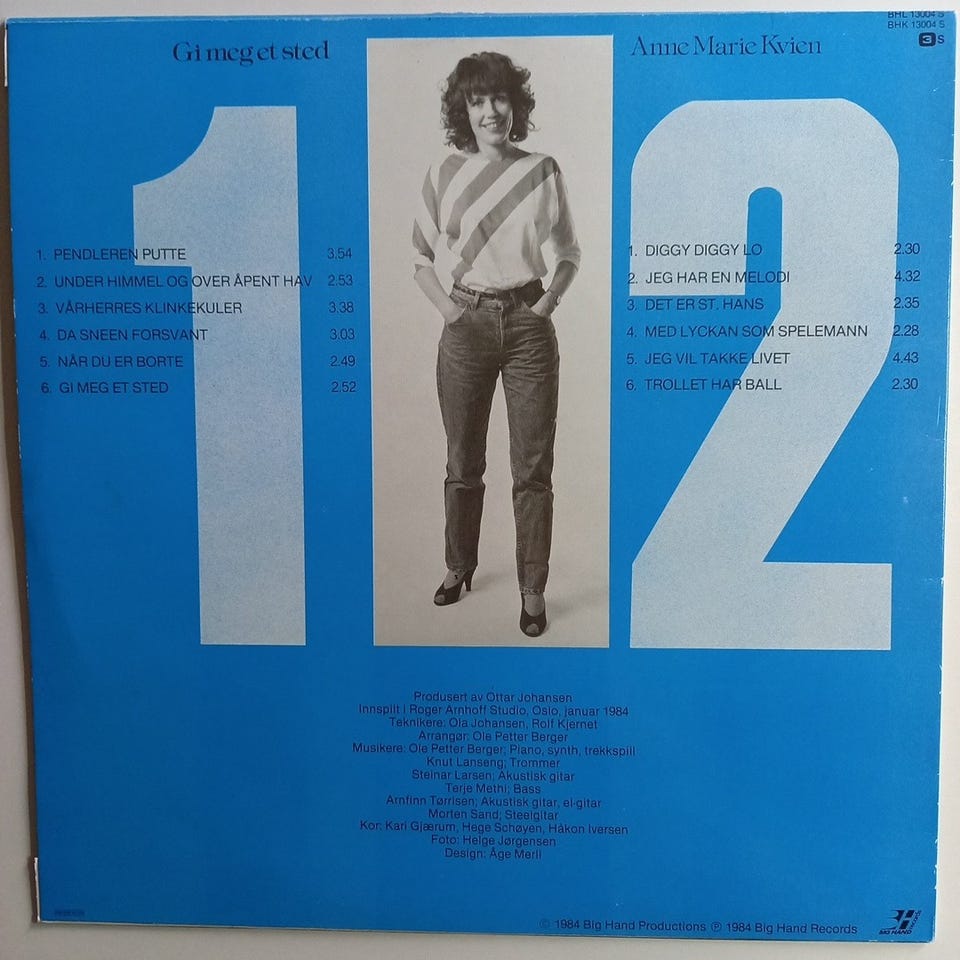 BHL 13004 S
BHK 13004 S
3 S
Gi meg et sted
Anne Marie Kvien
1
1. PENDLEREN PUTTE 3.54
2. UNDER HIMMEL OG OVER ÅPENT HAV 2.53
3. VÅRHERRES KLINKEKULER 3.38
4. DA SNEEN FORSVANT 3.03
5. NÅR DU ER BORTE 2.49
6. GI MEG ET STED 2.52
2
1. DIGGY DIGGY LO 2.30
2. JEG HAR EN MELODI 4.32
3. DET ER ST. HANS 2.35
4. MED LYCKAN SOM SPELEMANN 2.28
5. JEG VIL TAKKE LIVET 4.43
6. TROLLET HAR BALL 2.30
Produsert av Ottar Johansen
Innspilt i Roger Arnhoff Studio, Oslo, januar 1984
Teknikere: Ola Johansen, Rolf Kjernet
Arrangør: Ole Petter Berger
Musikere: Ole Petter Berger; Piano, synth, trekkspill
Knut Lanseng; Trommer
Steinar Larsen; Akustisk gitar
Terje Methi; Bass
Arnfinn Tørrisen; Akustisk gitar, el-gitar
Morten Sand; Steelgitar
Kor: Kari Gjærum, Hege Schøyen, Håkon Iversen
Foto: Helge Jørgensen
Design: Åge Merli
© 1984 Big Hand Productions ℗ 1984 Big Hand Records
BIG HAND RECORDS